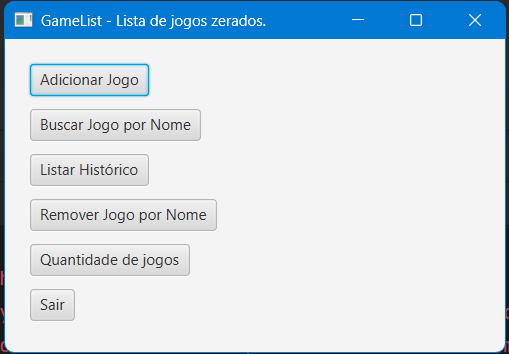 GameList - Lista de jogos zerados.
Adicionar Jogo
Buscar Jogo por Nome
Listar Histórico
Remover Jogo por Nome
Quantidade de jogos
Sair